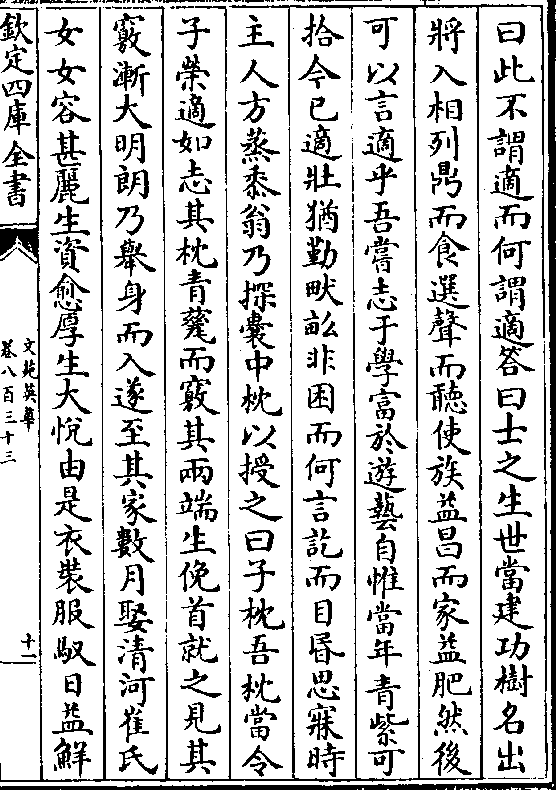 曰此不謂適而何謂適答曰士之生世當建功樹名出
將入相列鼎而食選聲而聽使族益昌而家益肥然後
可以言適乎吾嘗志于學富於遊藝自惟當年青紫可
拾今已適壯猶勤畎畝非困而何言訖而目昏思寐時
主人方蒸黍翁乃探囊中枕以授之曰子枕吾枕當令
子榮適如志其枕青甆而竅其兩端生俛首就之見其
竅漸大明朗乃舉身而入遂至其家數月娶清河崔氏
女女容甚麗生資愈厚生大悅由是衣裝服馭日益鮮
欽定四庫全書
文苑英華
卷八百三十三
十一